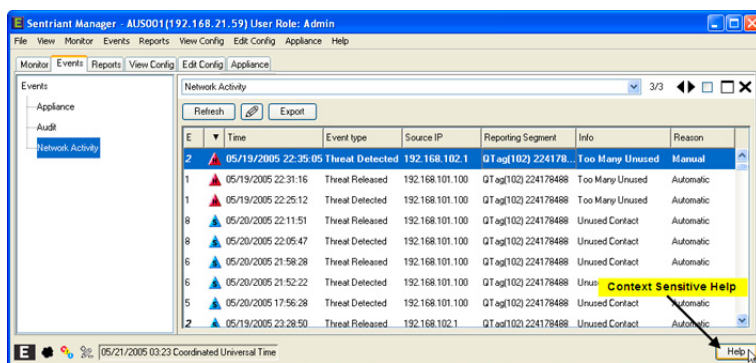 Sentriant Manager - AUS001(192.168.21.59) User Role: Admin
File View Monitor Events Reports View Config Edit Config Appliance Help
Monitor Events Reports View Config Edit Config Appliance
Events
Appliance
Audit
Network Activity
Network Activity 3/3
Refresh Export
E Time Event type Source IP Reporting Segment Info Reason
2 05/19/2005 22:35:05 Threat Detected 192.168.102.1 QTag(102) 224178... Too Many Unused Manual
1 05/19/2005 22:31:16 Threat Released 192.168.101.100 QTag(102) 224178488 Too Many Unused Automatic
1 05/19/2005 22:25:12 Threat Detected 192.168.101.100 QTag(102) 224178488 Too Many Unused Automatic
8 05/20/2005 22:11:51 Threat Released 192.168.101.100 QTag(102) 224178488 Unused Contact Automatic
8 05/20/2005 22:05:47 Threat Detected 192.168.101.100 QTag(102) 224178488 Unused Contact Automatic
6 05/20/2005 21:58:28 Threat Released 192.168.101.100 QTag(102) 224178488 Unused Contact Automatic
6 05/20/2005 21:52:22 Threat Detected 192.168.101.100 QTag(102) 224178488
5 05/20/2005 17:56:28 Threat Detected 192.168.101.100 QTag(102) 224178488 Automatic
2 05/19/2005 23:28:50 Threat Released 192.168.102.1 QTag(102) 224178488 Unused Contact Automatic
Context Sensitive Help
E 05/21/2005 03:23 Coordinated Universal Time
Help